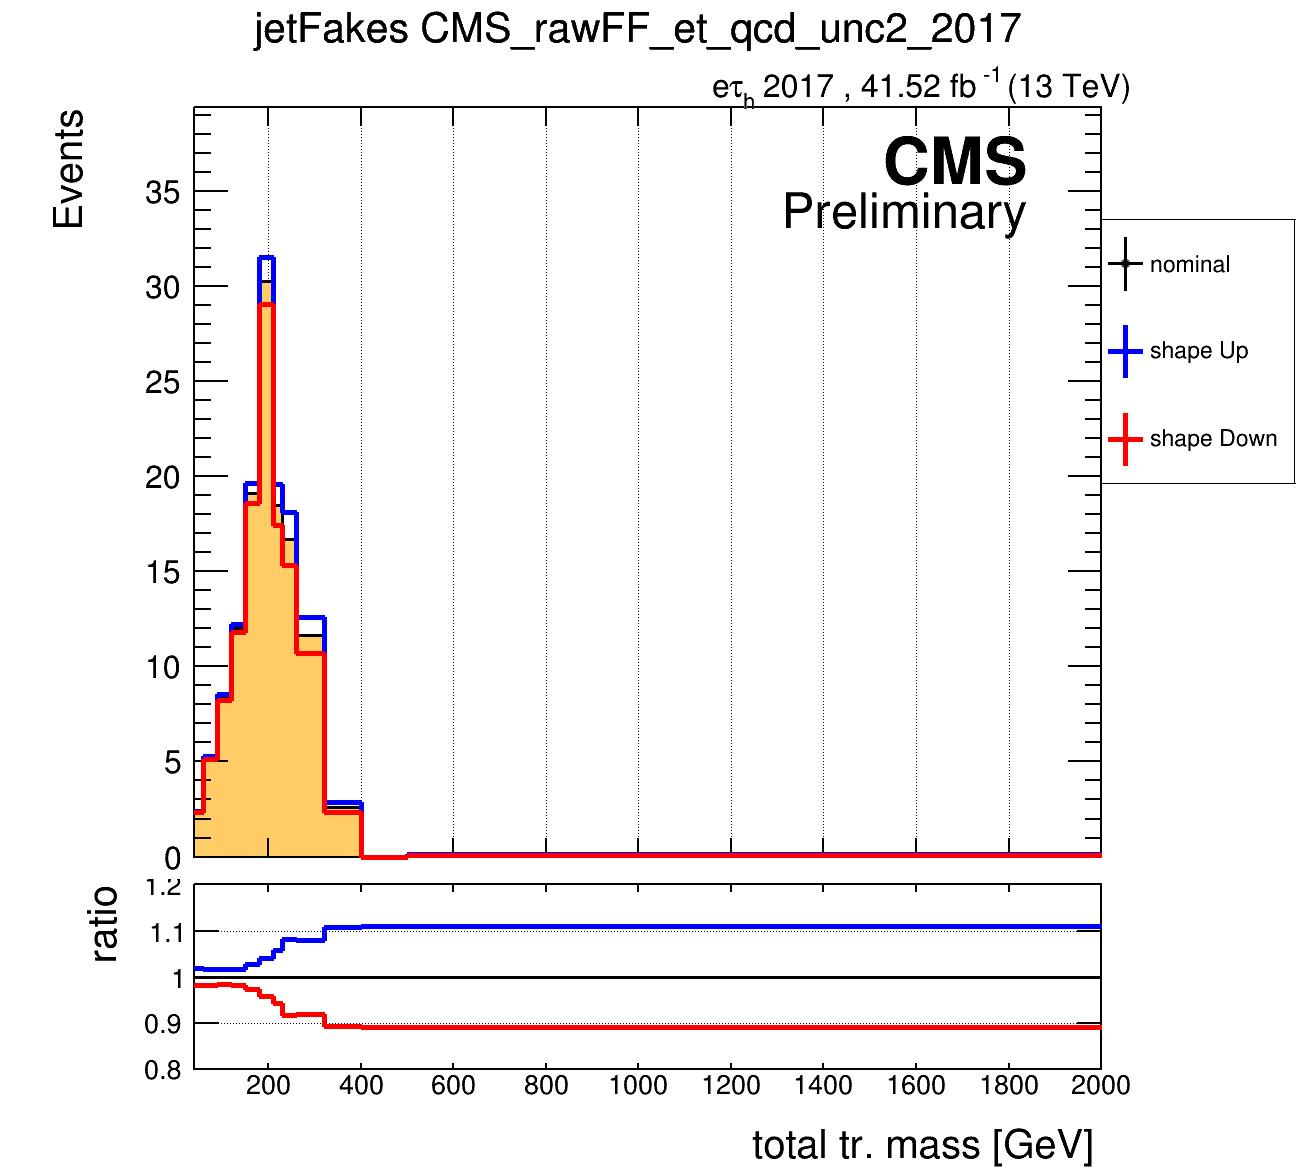 jetFakes CMS_rawFF_et_qcd_unc2_2017
eτh 2017 , 41.52 fb -1 (13 TeV)
Events
CMS
Preliminary
35
30
25
20
15
10
5
0
nominal
shape Up
shape Down
ratio
1.2
1.1
1
0.9
0.8
200 400 600 800 1000 1200 1400 1600 1800 2000
total tr. mass [GeV]